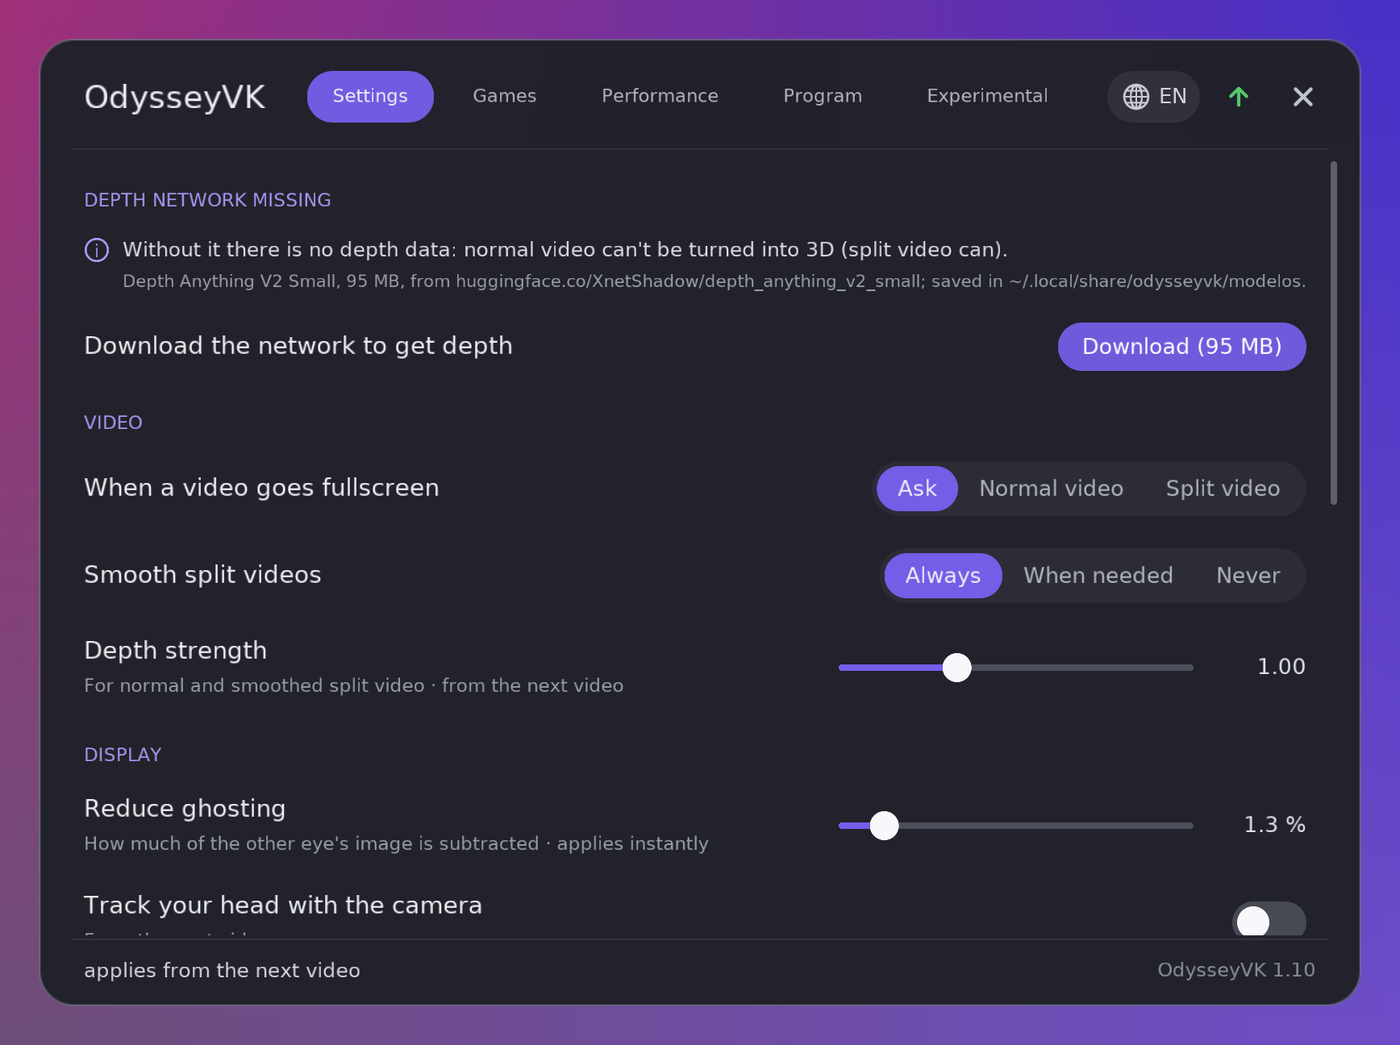 OdysseyVK
Settings
Games
Performance
Program
Experimental
EN
DEPTH NETWORK MISSING
Without it there is no depth data: normal video can't be turned into 3D (split video can).
Depth Anything V2 Small, 95 MB, from huggingface.co/XnetShadow/depth_anything_v2_small; saved in ~/.local/share/odysseyvk/modelos.
Download the network to get depth
Download (95 MB)
VIDEO
When a video goes fullscreen
Ask
Normal video
Split video
Smooth split videos
Always
When needed
Never
Depth strength
1.00
For normal and smoothed split video · from the next video
DISPLAY
Reduce ghosting
1.3 %
How much of the other eye's image is subtracted · applies instantly
Track your head with the camera
applies from the next video
OdysseyVK 1.10